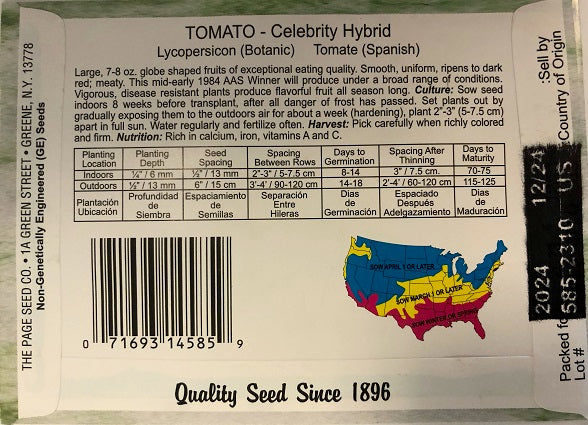 TOMATO - Celebrity Hybrid
Lycopersicon (Botanic) Tomate (Spanish)
Large, 7-8 oz. globe shaped fruits of exceptional eating quality. Smooth, uniform, ripens to dark
red; meaty. This mid-early 1984 AAS Winner will produce under a broad range of conditions.
Vigorous, disease resistant plants produce flavorful fruit all season long. Culture: Sow seed
indoors 8 weeks before transplant, after all danger of frost has passed. Set plants out by
gradually exposing them to the outdoors air for about a week (hardening), plant 2"-3" (5-7.5 cm)
apart in full sun. Water regularly and fertilize often. Harvest: Pick carefully when richly colored
and firm. Nutrition: Rich in calcium, iron, vitamins A and C.
Planting Location Planting Depth Seed Spacing Spacing Between Rows Days to Germination Spacing After Thinning Days to Maturity
Indoors ¼" / 6 mm ½" / 13 mm 2"-3" / 5-7.5 cm 8-14 3" / 7.5 cm. 70-75
Outdoors ½" / 13 mm 6" / 15 cm 3'-4' / 90-120 cm 14-18 2'-4' / 60-120 cm 115-125
Plantación Ubicación Profundidad de Siembra Espaciamiento de Semillas Separación Entre Hileras Dias de Germinación Espaciado Después Adelgazamiento Dias de Maduración
SOW APRIL 1 OR LATER
SOW MARCH 1 OR LATER
SOW WINTER OR SPRING
0 71693 14585 9
Quality Seed Since 1896
THE PAGE SEED CO. • 1A GREEN STREET • GREENE, N.Y. 13778
Non-Genetically Engineered (GE) Seeds
Packed fo
:Sell by
2024 12/24
Lot #
Country of Origin
585 2310 US